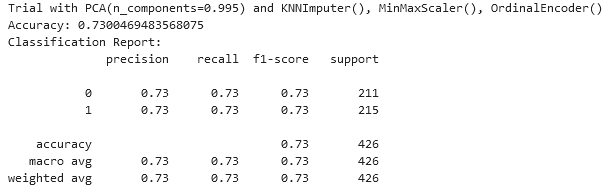 Trial with PCA(n_components=0.995) and KNNImputer(), MinMaxScaler(), OrdinalEncoder()
Accuracy: 0.7300469483568075
Classification Report:
precision recall f1-score support
0 0.73 0.73 0.73 211
1 0.73 0.73 0.73 215
accuracy 0.73 426
macro avg 0.73 0.73 0.73 426
weighted avg 0.73 0.73 0.73 426